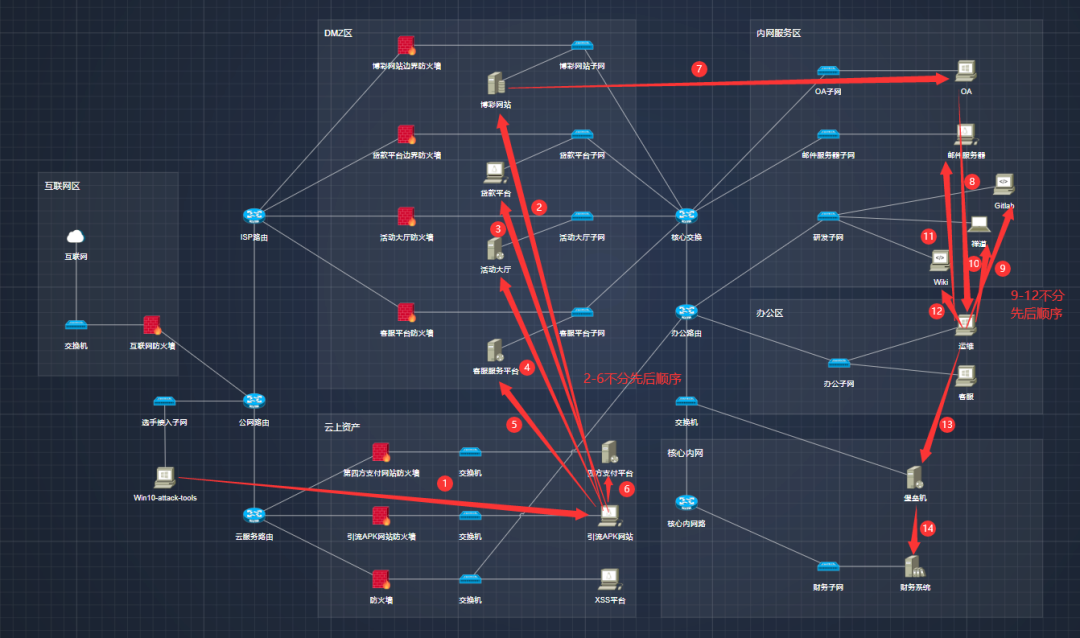 DMZ区
内网服务区
博彩网站边界防火墙
博彩网站子网
7
OA子网
OA
博彩网站
贷款平台边界防火墙
贷款平台子网
邮件服务器子网
邮件服务器
互联网区
贷款平台
8
Gitlab
2
ISP路由
活动大厅防火墙
3
活动大厅子网
核心交换
研发子网
11
禅道
互联网
活动大厅
10
9
Wiki
9-12不分
先后顺序
12
办公区
客服平台防火墙
客服平台子网
办公路由
运维
交换机
互联网防火墙
客服服务平台
4
2-6不分先后顺序
办公子网
客服
选手接入子网
公网路由
云上资产
5
交换机
13
核心内网
第四方支付网站防火墙
交换机
四方支付平台
Win10-attack-tools
1
6
堡垒机
核心内网路
云服务路由
引流APK网站防火墙
交换机
引流APK网站
14
防火墙
交换机
XSS平台
财务子网
财务系统